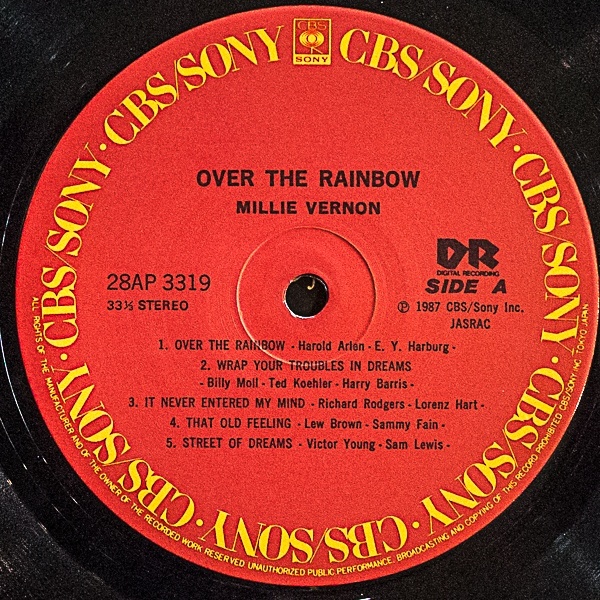 CBS/SONY · CBS/SONY · CBS/SONY · CBS/SONY · CBS/SONY · CBS/SONY · CBS/SONY · CBS/SONY
CBS
SONY
OVER THE RAINBOW
MILLIE VERNON
DR
DIGITAL RECORDING
28AP 3319
SIDE A
33⅓ STEREO
Ⓟ 1987 CBS/Sony Inc.
JASRAC
1. OVER THE RAINBOW - Harold Arlen - E. Y. Harburg -
2. WRAP YOUR TROUBLES IN DREAMS
- Billy Moll - Ted Koehler - Harry Barris -
3. IT NEVER ENTERED MY MIND - Richard Rodgers - Lorenz Hart -
4. THAT OLD FEELING - Lew Brown - Sammy Fain -
5. STREET OF DREAMS - Victor Young - Sam Lewis -
ALL RIGHTS OF THE MANUFACTURER AND OF THE OWNER OF THE RECORDED WORK RESERVED UNAUTHORIZED PUBLIC PERFORMANCE, BROADCASTING AND COPYING OF THIS RECORD PROHIBITED CBS/SONY INC. TOKYO JAPAN